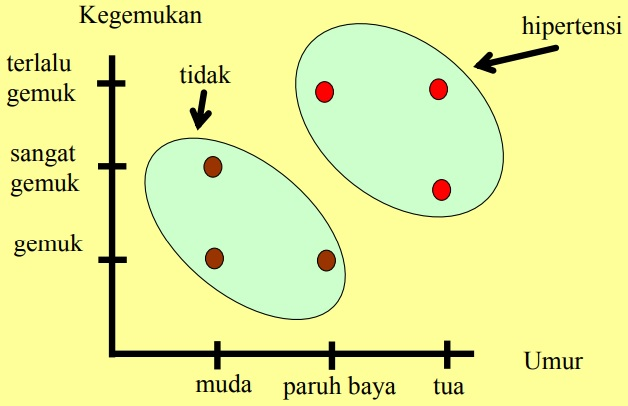 Kegemukan
hipertensi
terlalu
gemuk
tidak
sangat
gemuk
gemuk
Umur
muda
paruh baya
tua